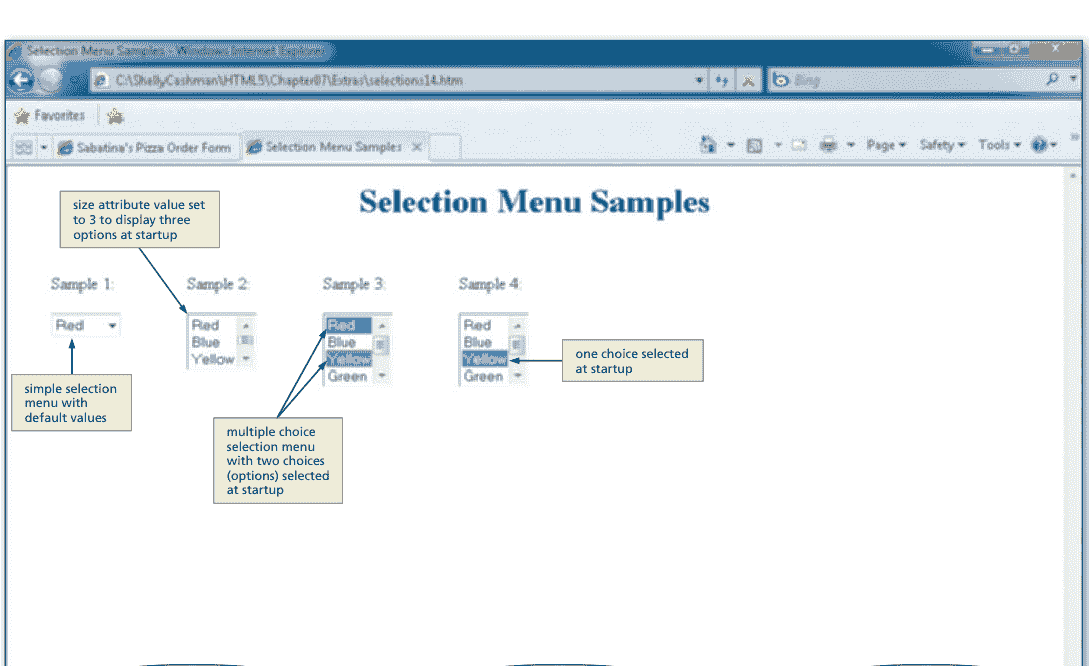 Selection Menu Samples - Windows Internet Explorer
C:\ShellyCashman\HTML5\Chapter07\Extras\selections14.htm
Bing
Favorites
Sabatina's Pizza Order Form
Selection Menu Samples
Page
Safety
Tools
Selection Menu Samples
size attribute value set
to 3 to display three
options at startup
Sample 1:
Sample 2:
Sample 3:
Sample 4:
Red
Red
Blue
Yellow
Red
Blue
Yellow
Green
Red
Blue
Yellow
Green
simple selection
menu with
default values
multiple choice
selection menu
with two choices
(options) selected
at startup
one choice selected
at startup